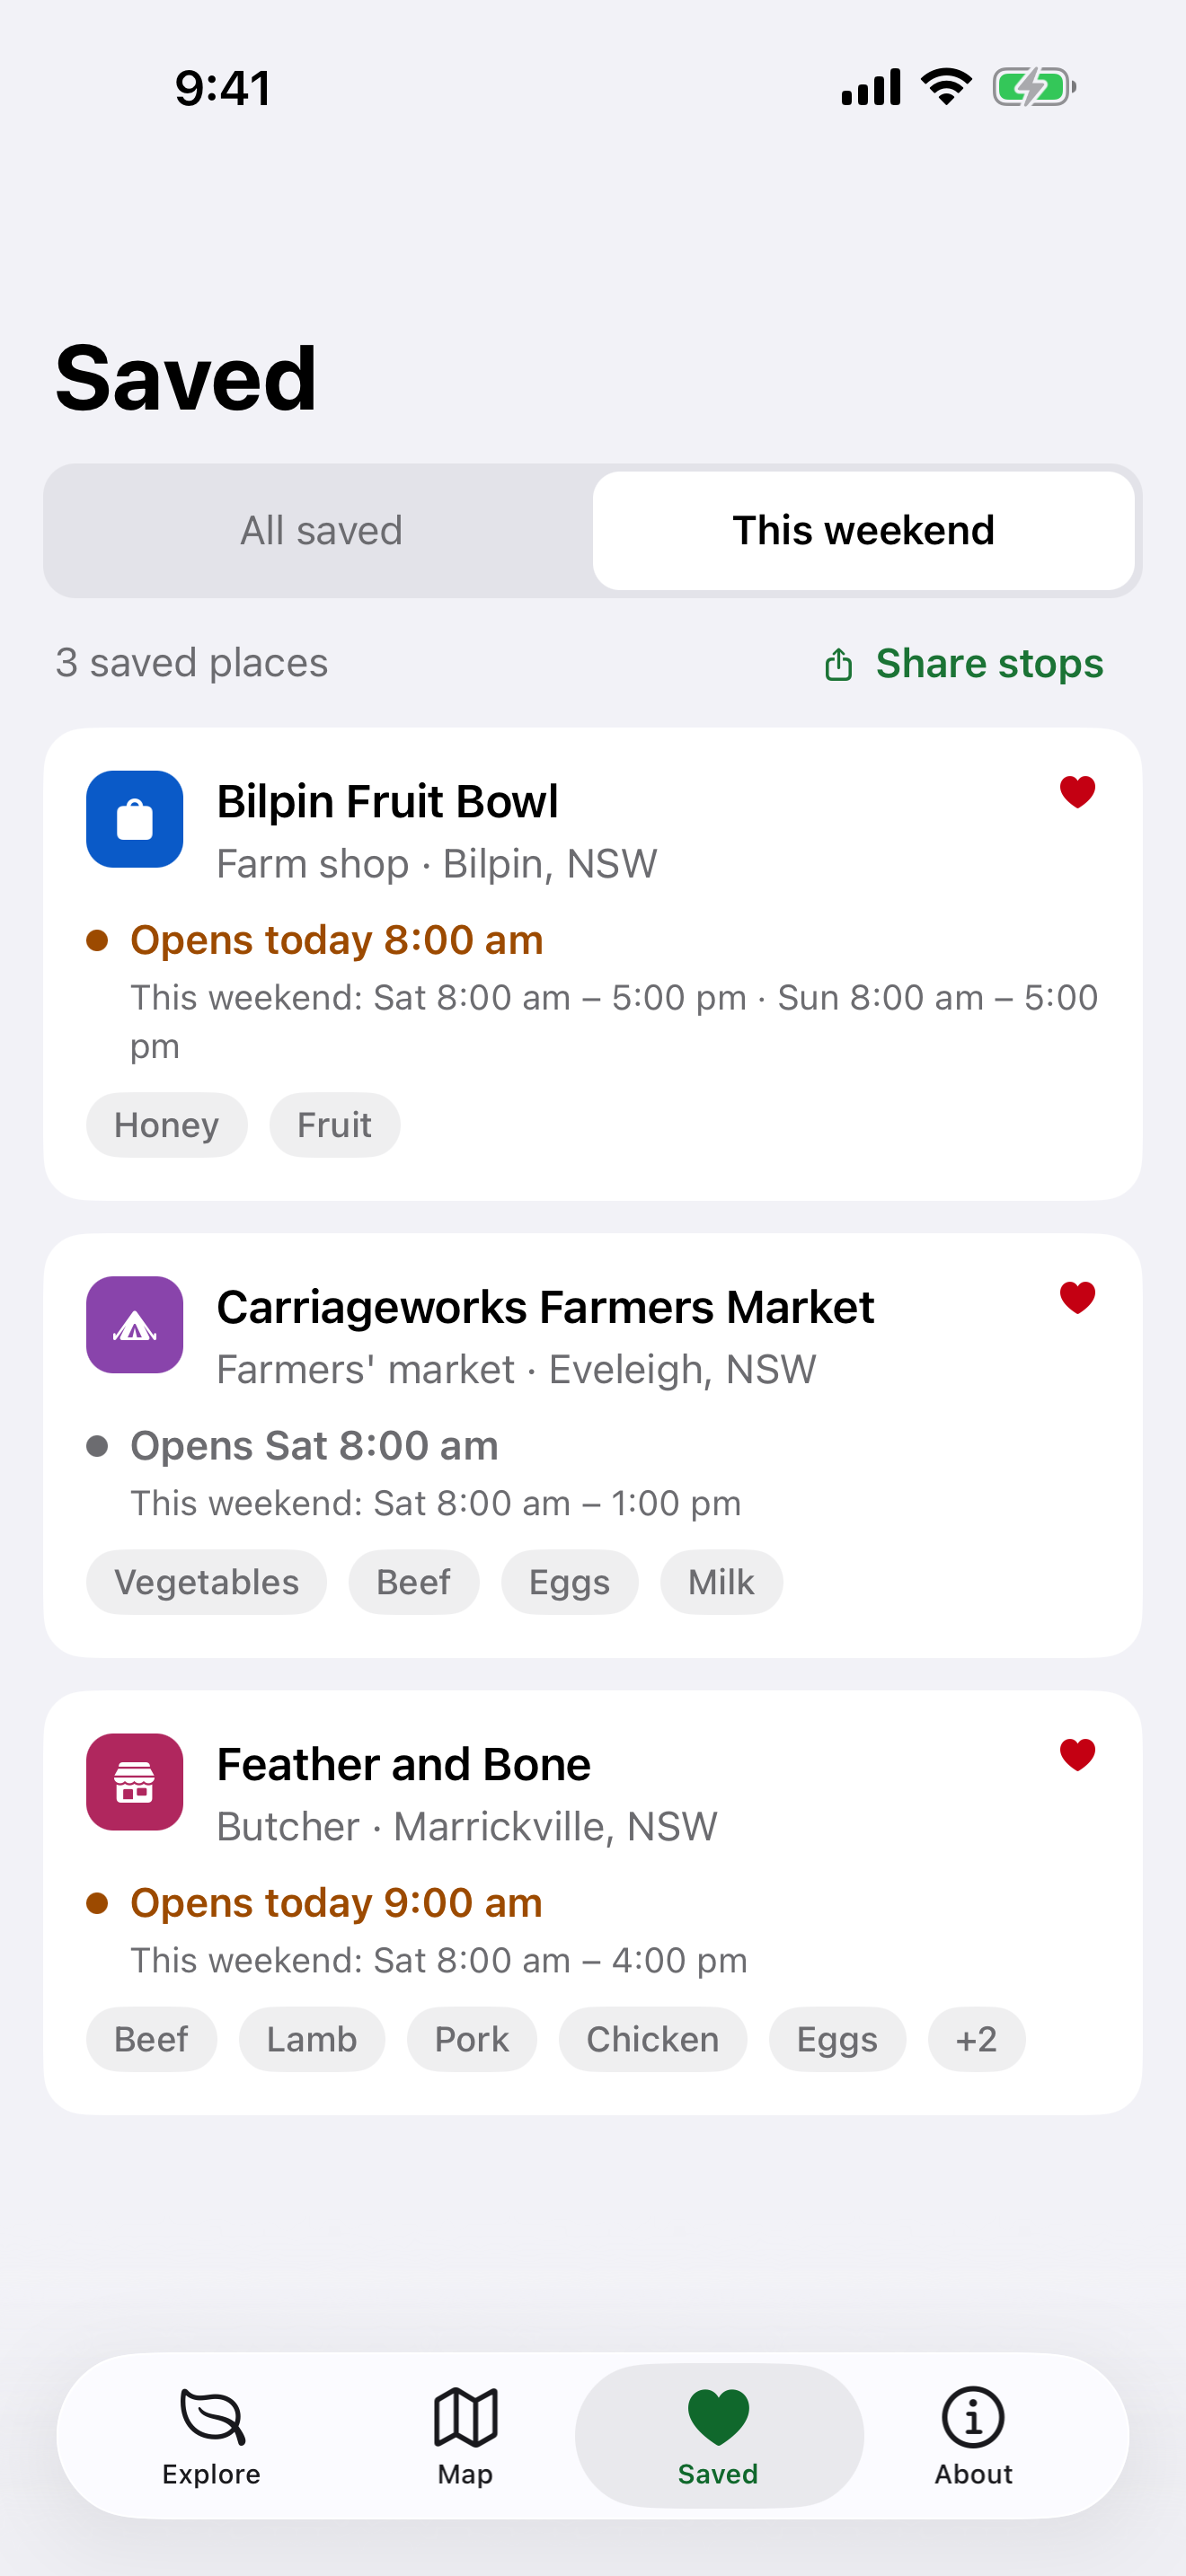 9:41
Saved
All saved
This weekend
3 saved places
Share stops
Bilpin Fruit Bowl
Farm shop · Bilpin, NSW
Opens today 8:00 am
This weekend: Sat 8:00 am – 5:00 pm · Sun 8:00 am – 5:00
pm
Honey
Fruit
Carriageworks Farmers Market
Farmers' market · Eveleigh, NSW
Opens Sat 8:00 am
This weekend: Sat 8:00 am – 1:00 pm
Vegetables
Beef
Eggs
Milk
Feather and Bone
Butcher · Marrickville, NSW
Opens today 9:00 am
This weekend: Sat 8:00 am – 4:00 pm
Beef
Lamb
Pork
Chicken
Eggs
+2
Explore
Map
Saved
About